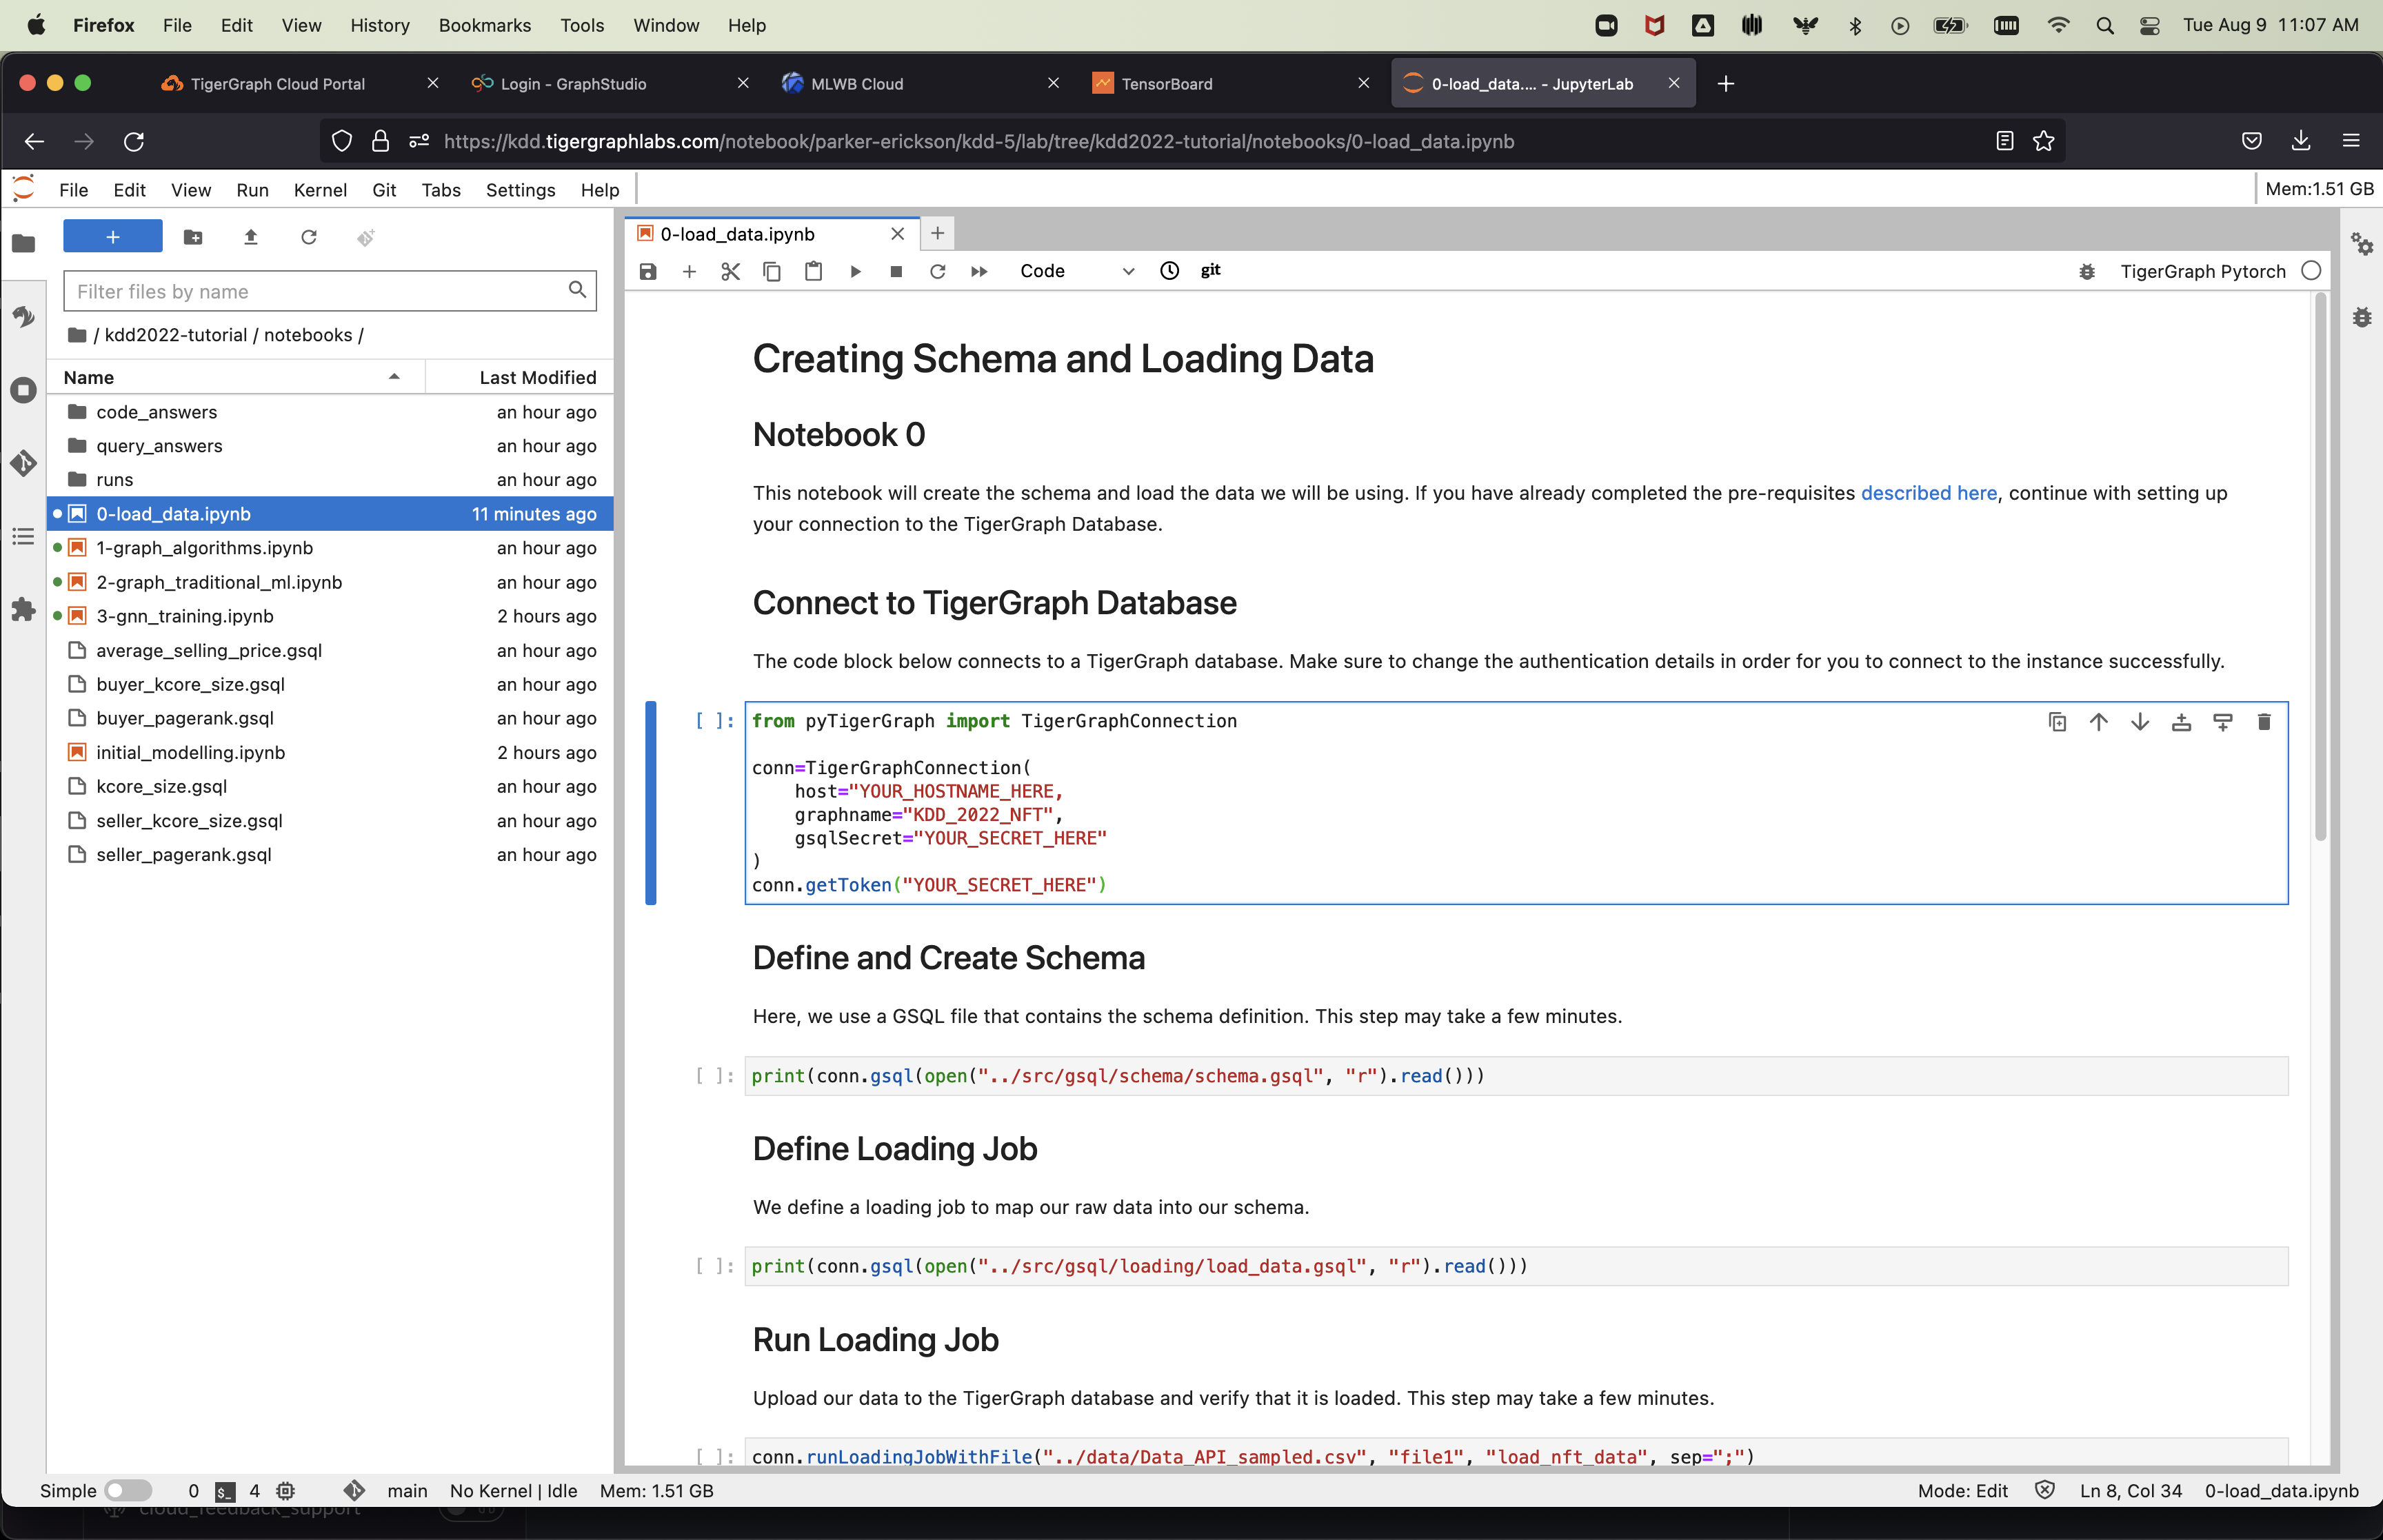 Firefox File Edit View History Bookmarks Tools Window Help Tue Aug 9 11:07 AM
TigerGraph Cloud Portal Login - GraphStudio MLWB Cloud TensorBoard 0-load_data.... - JupyterLab
https://kdd.tigergraphlabs.com/notebook/parker-erickson/kdd-5/lab/tree/kdd2022-tutorial/notebooks/0-load_data.ipynb
File Edit View Run Kernel Git Tabs Settings Help Mem:1.51 GB
Filter files by name
/ kdd2022-tutorial / notebooks /
Name Last Modified
code_answers an hour ago
query_answers an hour ago
runs an hour ago
0-load_data.ipynb 11 minutes ago
1-graph_algorithms.ipynb an hour ago
2-graph_traditional_ml.ipynb an hour ago
3-gnn_training.ipynb 2 hours ago
average_selling_price.gsql an hour ago
buyer_kcore_size.gsql an hour ago
buyer_pagerank.gsql an hour ago
initial_modelling.ipynb 2 hours ago
kcore_size.gsql an hour ago
seller_kcore_size.gsql an hour ago
seller_pagerank.gsql an hour ago
0-load_data.ipynb
Code git TigerGraph Pytorch
Creating Schema and Loading Data
Notebook 0
This notebook will create the schema and load the data we will be using. If you have already completed the pre-requisites described here, continue with setting up
your connection to the TigerGraph Database.
Connect to TigerGraph Database
The code block below connects to a TigerGraph database. Make sure to change the authentication details in order for you to connect to the instance successfully.
[ ]: from pyTigerGraph import TigerGraphConnection
conn=TigerGraphConnection(
host="YOUR_HOSTNAME_HERE,
graphname="KDD_2022_NFT",
gsqlSecret="YOUR_SECRET_HERE"
)
conn.getToken("YOUR_SECRET_HERE")
Define and Create Schema
Here, we use a GSQL file that contains the schema definition. This step may take a few minutes.
[ ]: print(conn.gsql(open("../src/gsql/schema/schema.gsql", "r").read()))
Define Loading Job
We define a loading job to map our raw data into our schema.
[ ]: print(conn.gsql(open("../src/gsql/loading/load_data.gsql", "r").read()))
Run Loading Job
Upload our data to the TigerGraph database and verify that it is loaded. This step may take a few minutes.
[ ]: conn.runLoadingJobWithFile("../data/Data_API_sampled.csv", "file1", "load_nft_data", sep=";")
Simple 0 $_ 4 main No Kernel | Idle Mem: 1.51 GB Mode: Edit Ln 8, Col 34 0-load_data.ipynb
cloud_feedback_support